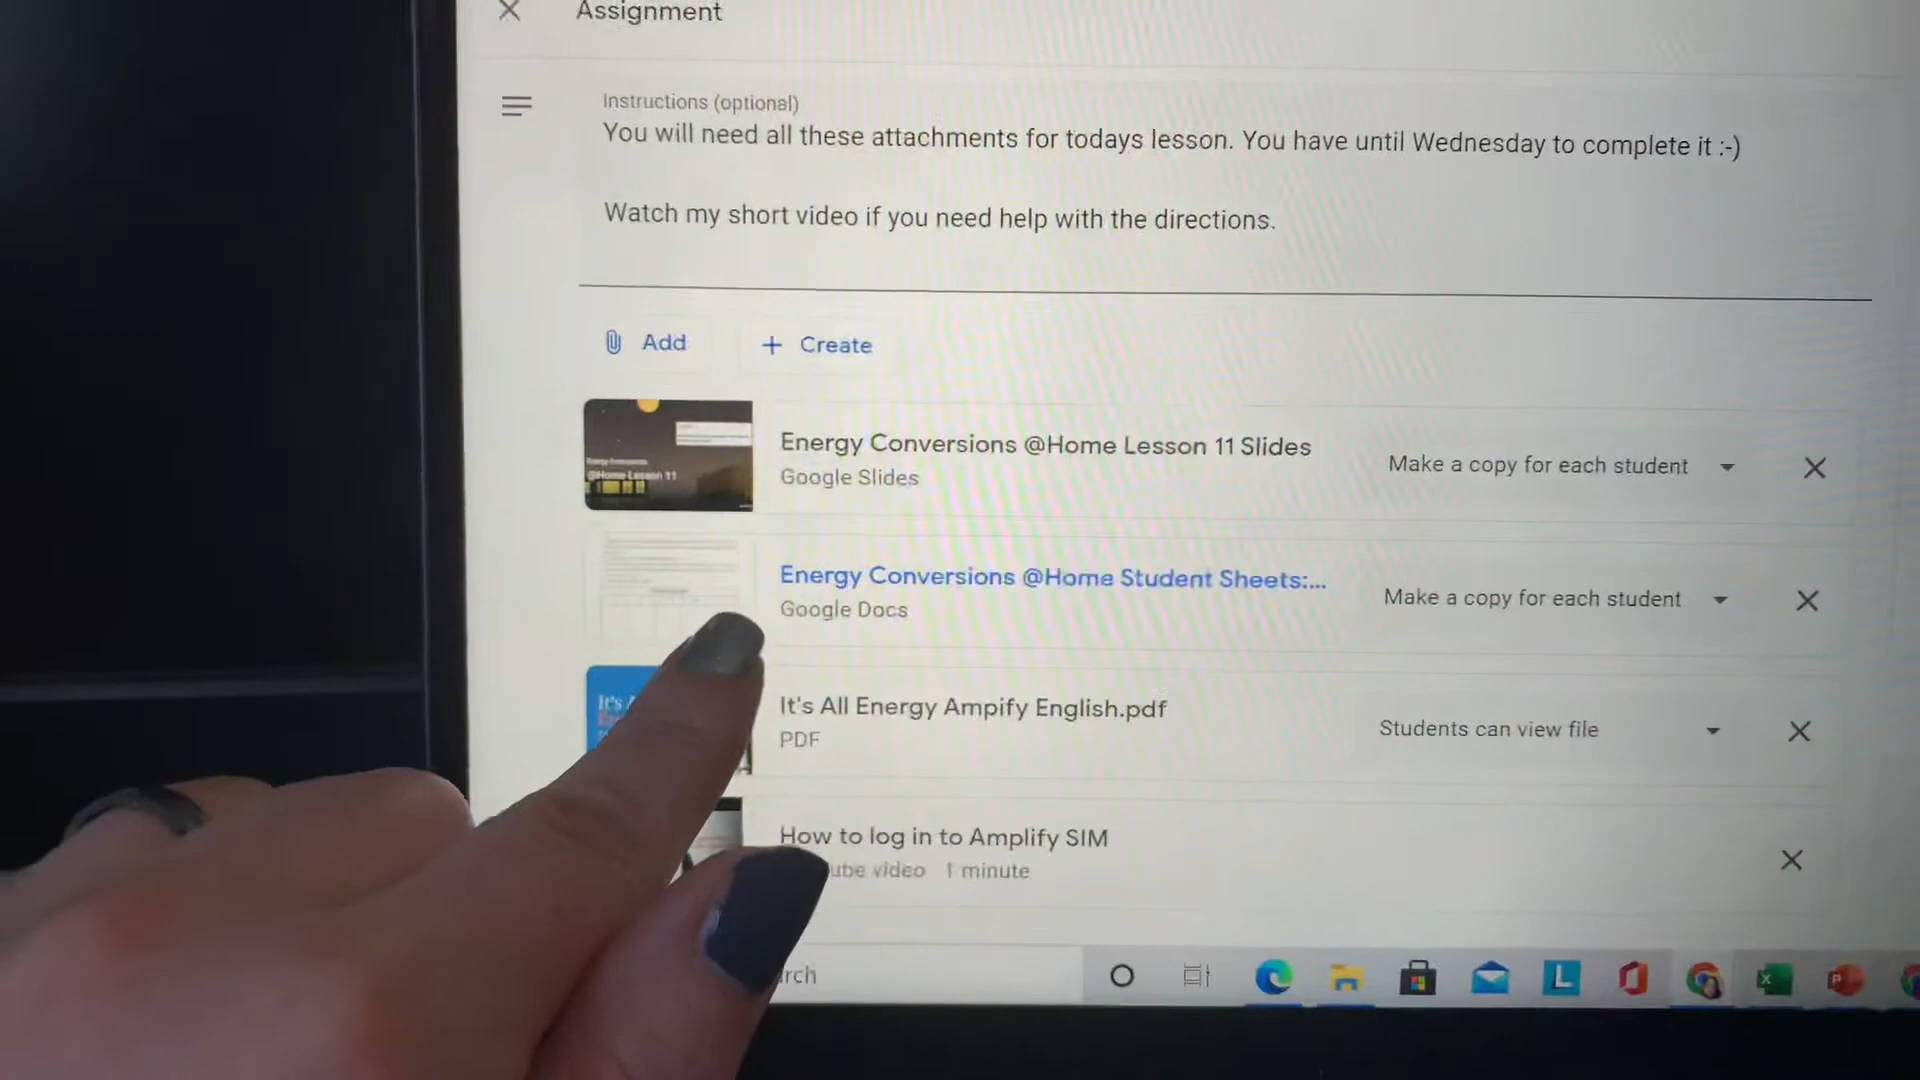 Assignment
Instructions (optional)
You will need all these attachments for todays lesson. You have until Wednesday to complete it :-)
Watch my short video if you need help with the directions.
Add
Create
@Home Lesson 11
Energy Conversions @Home Lesson 11 Slides
Google Slides
Make a copy for each student
Energy Conversions @Home Student Sheets:...
Google Docs
Make a copy for each student
It's
It's All Energy Ampify English.pdf
PDF
Students can view file
How to log in to Amplify SIM
ube video 1 minute
rch